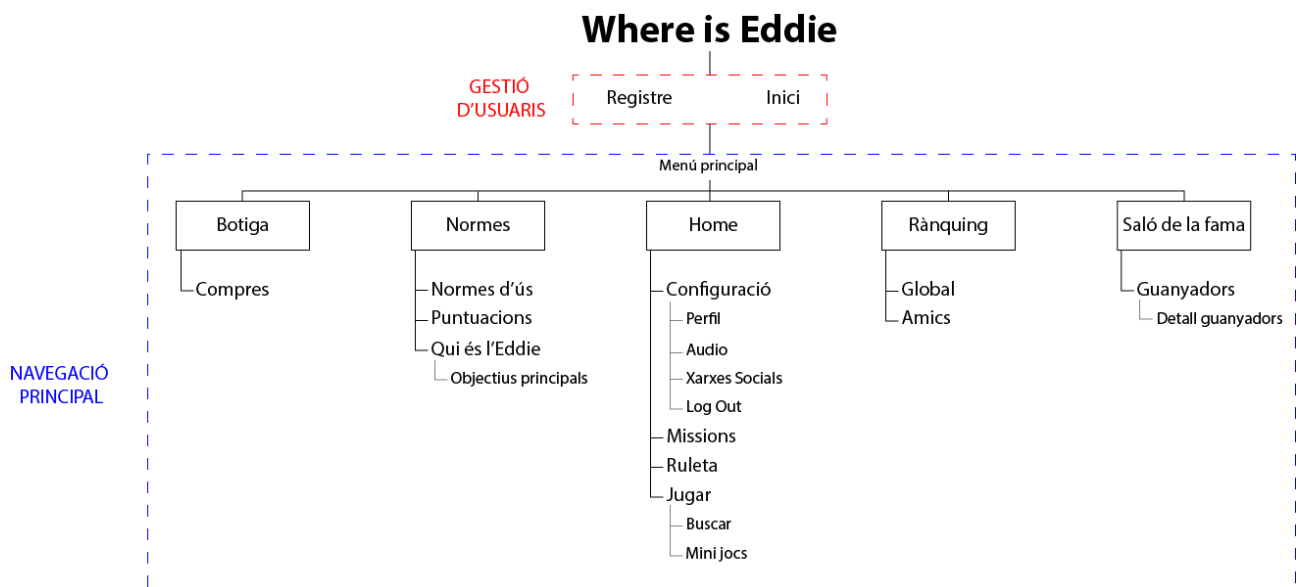 Where is Eddie
GESTIÓ
D'USUARIS
Registre
Inici
Menú principal
Botiga
Normes
Home
Rànquing
Saló de la fama
Compres
Normes d'ús
Puntuacions
Qui és l'Eddie
Objectius principals
Configuració
Perfil
Audio
Xarxes Socials
Log Out
Missions
Ruleta
Jugar
Buscar
Mini jocs
Global
Amics
Guanyadors
Detall guanyadors
NAVEGACIÓ
PRINCIPAL